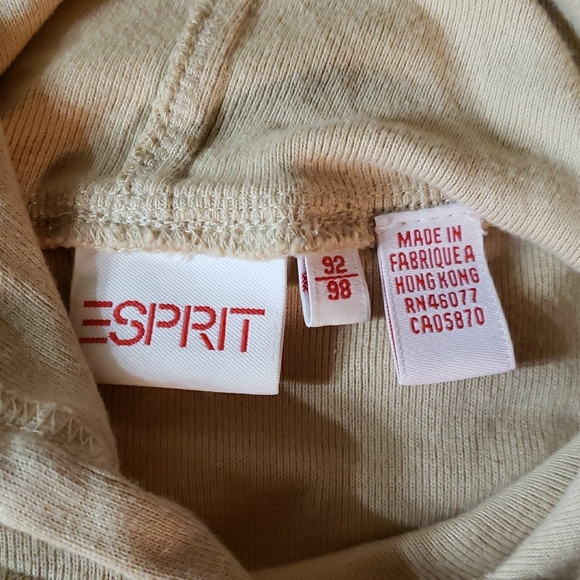 ESPRIT
92
98
MADE IN
FABRIQUE A
HONG KONG
RN46077
CA05870